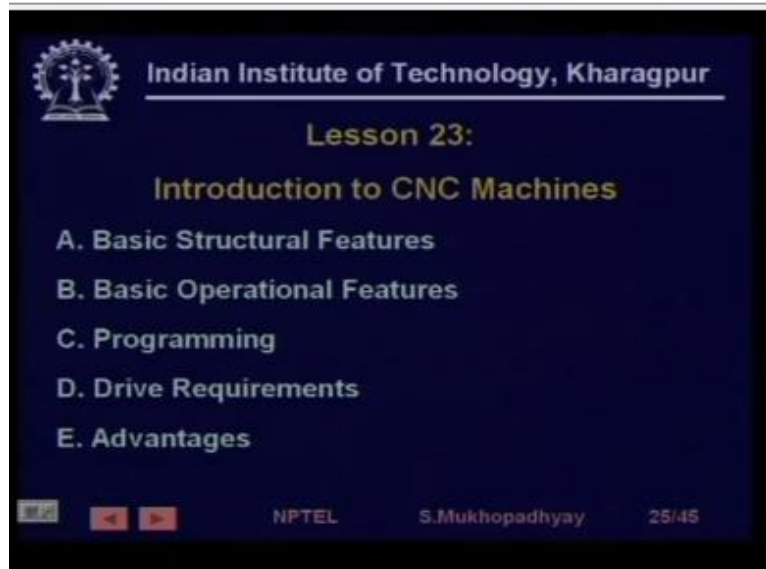 Indian Institute of Technology, Kharagpur
Lesson 23:
Introduction to CNC Machines
A. Basic Structural Features
B. Basic Operational Features
C. Programming
D. Drive Requirements
E. Advantages
NPTEL S.Mukhopadhyay 25/45